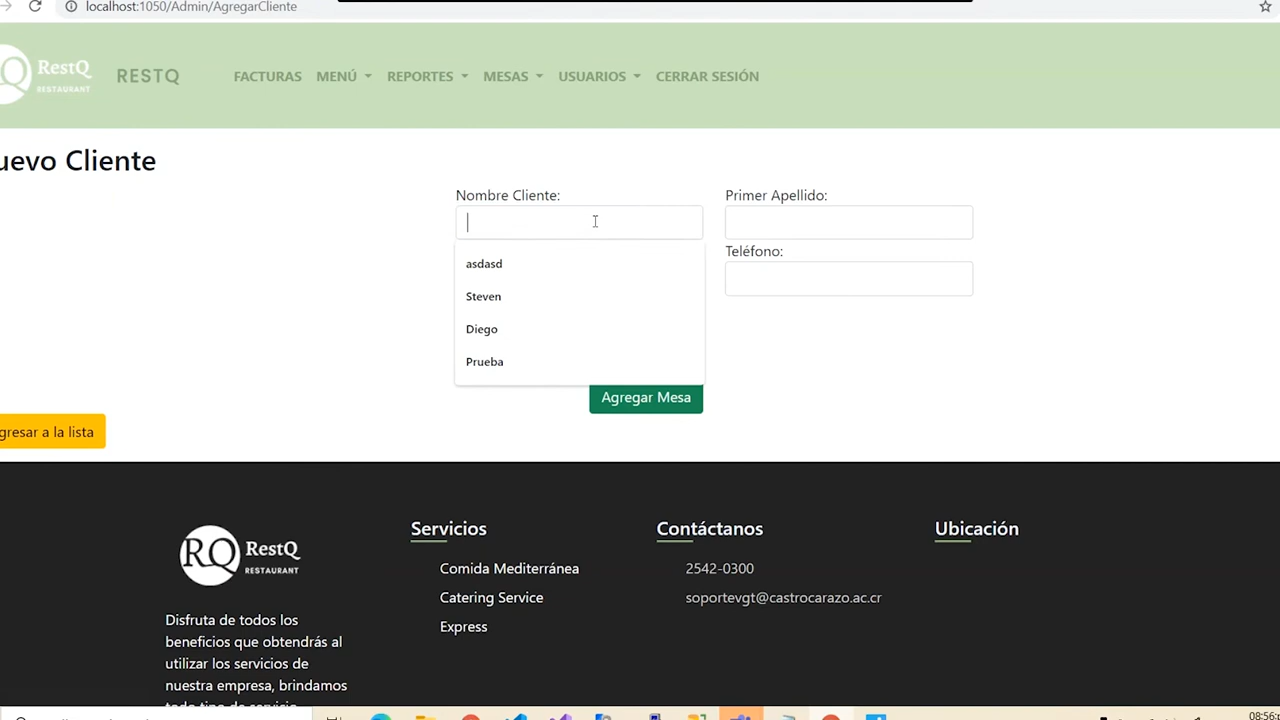 localhost:1050/Admin/AgregarCliente
RestQ
RESTAURANT
RESTQ
FACTURAS
MENÚ
REPORTES
MESAS
USUARIOS
CERRAR SESIÓN
uevo Cliente
Nombre Cliente:
Primer Apellido:
asdasd
Steven
Diego
Prueba
Teléfono:
Agregar Mesa
gresar a la lista
RQ RestQ
RESTAURANT
Disfruta de todos los
beneficios que obtendrás al
utilizar los servicios de
nuestra empresa, brindamos
Servicios
Comida Mediterránea
Catering Service
Express
Contáctanos
2542-0300
soportevgt@castrocarazo.ac.cr
Ubicación
08:56